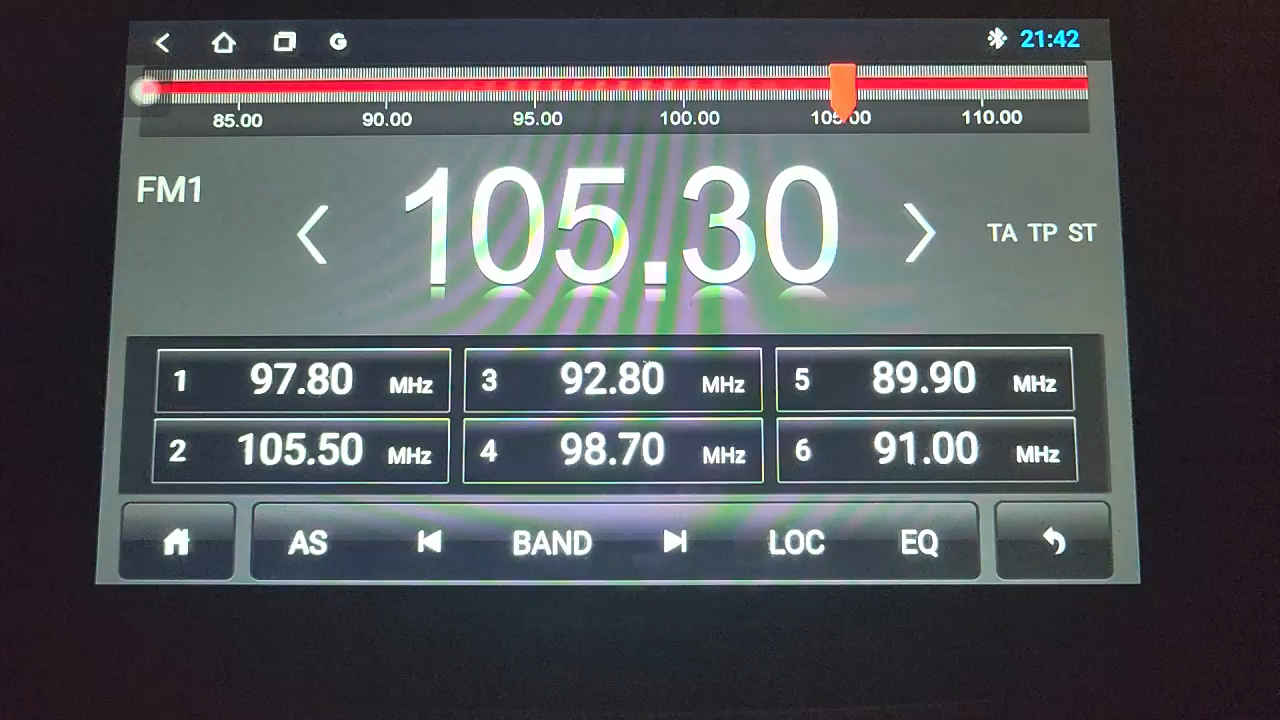 G 21:42
85.00 90.00 95.00 100.00 105.00 110.00
FM1
105.30
TA TP ST
1 97.80 MHz 3 92.80 MHz 5 89.90 MHz
2 105.50 MHz 4 98.70 MHz 6 91.00 MHz
AS BAND LOC EQ